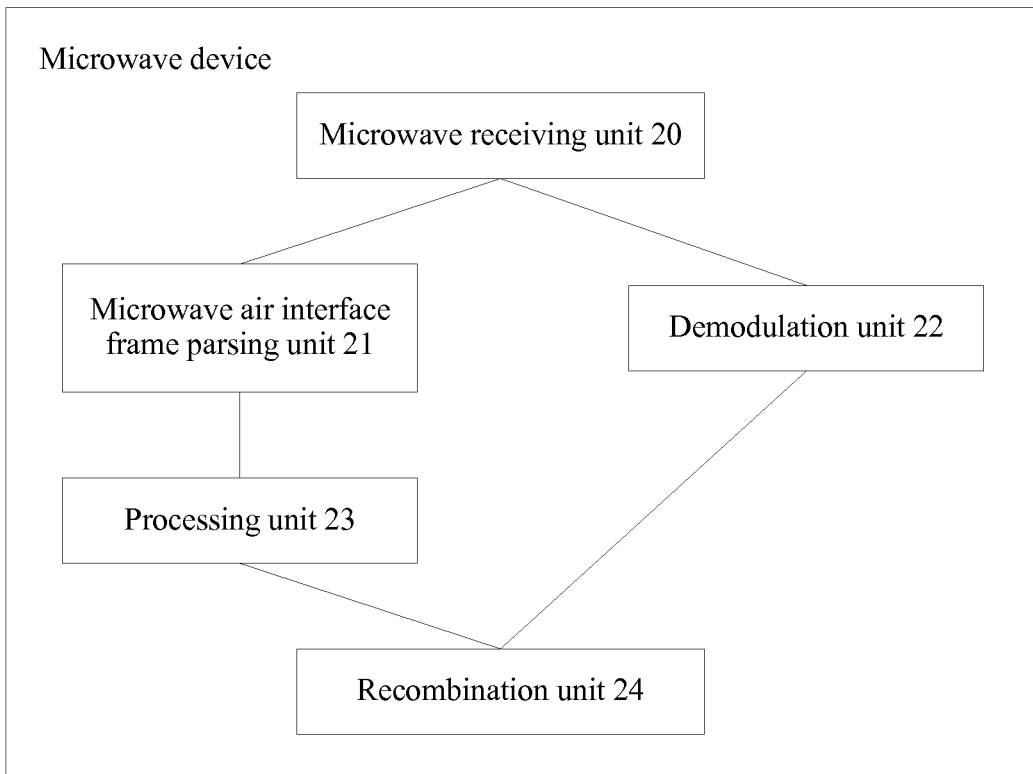 Microwave device
Microwave receiving unit 20
Microwave air interface
frame parsing unit 21
Demodulation unit 22
Processing unit 23
Recombination unit 24